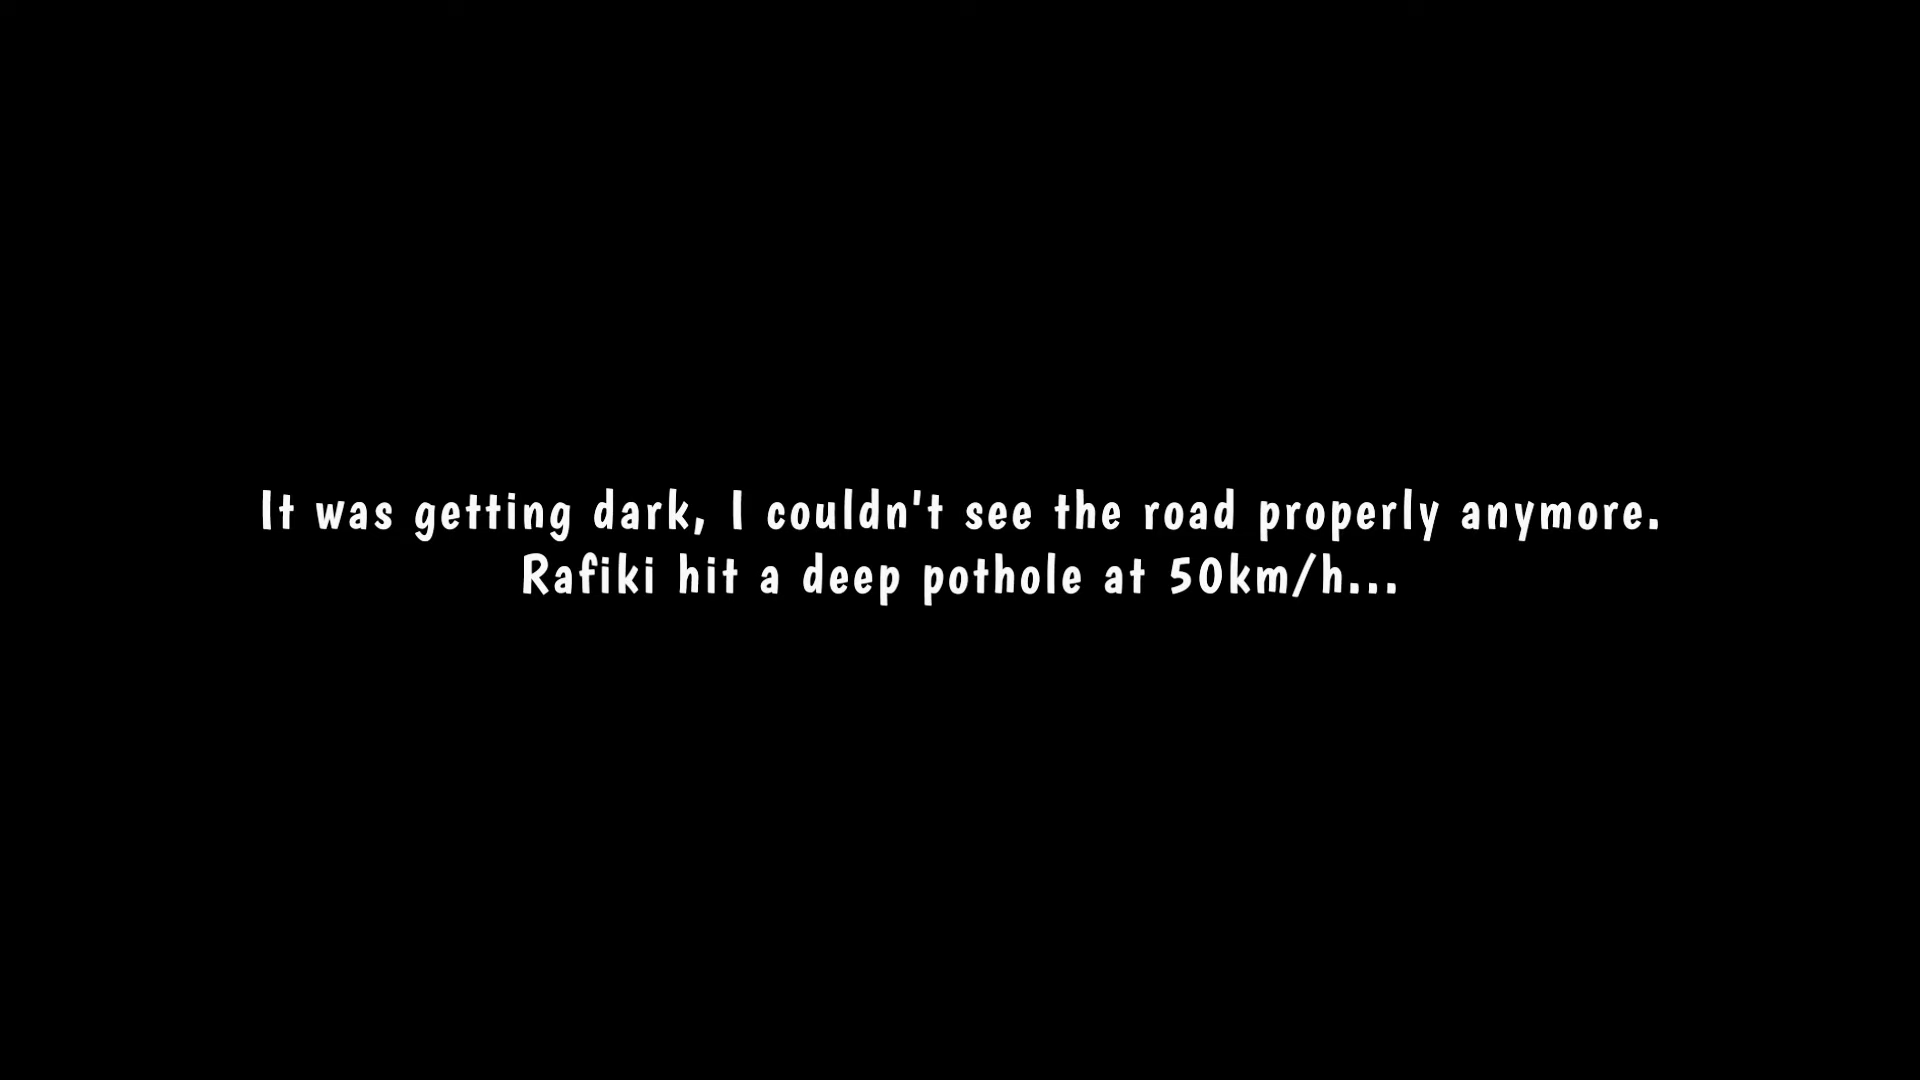 It was getting dark, I couldn't see the road properly anymore.
Rafiki hit a deep pothole at 50km/h...